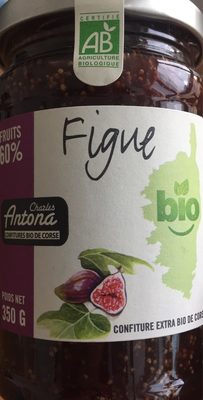 CERTIFIÉ
AB
AGRICULTURE
BIOLOGIQUE
Figue
FRUITS
60%
Charles
Antona
CONFITURES BIO DE CORSE
bio
POIDS NET
350 G
CONFITURE EXTRA BIO DE